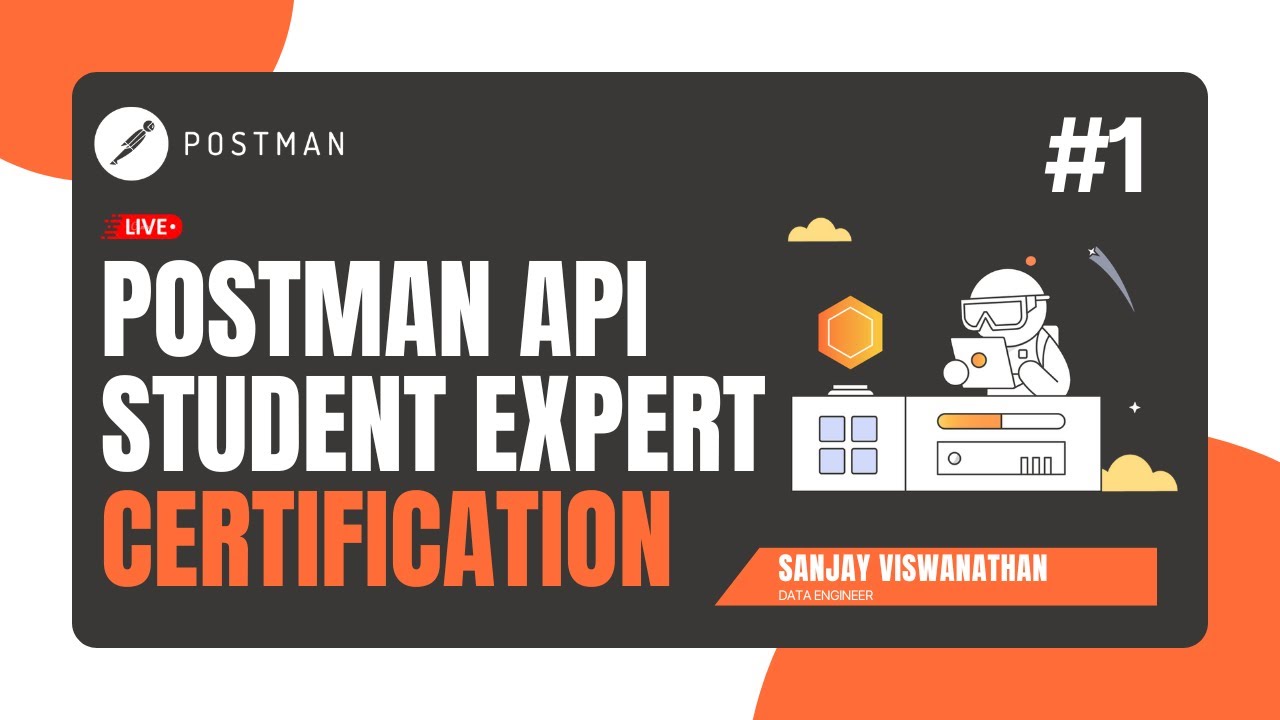 POSTMAN
#1
LIVE
POSTMAN API
STUDENT EXPERT
CERTIFICATION
SANJAY VISWANATHAN
DATA ENGINEER